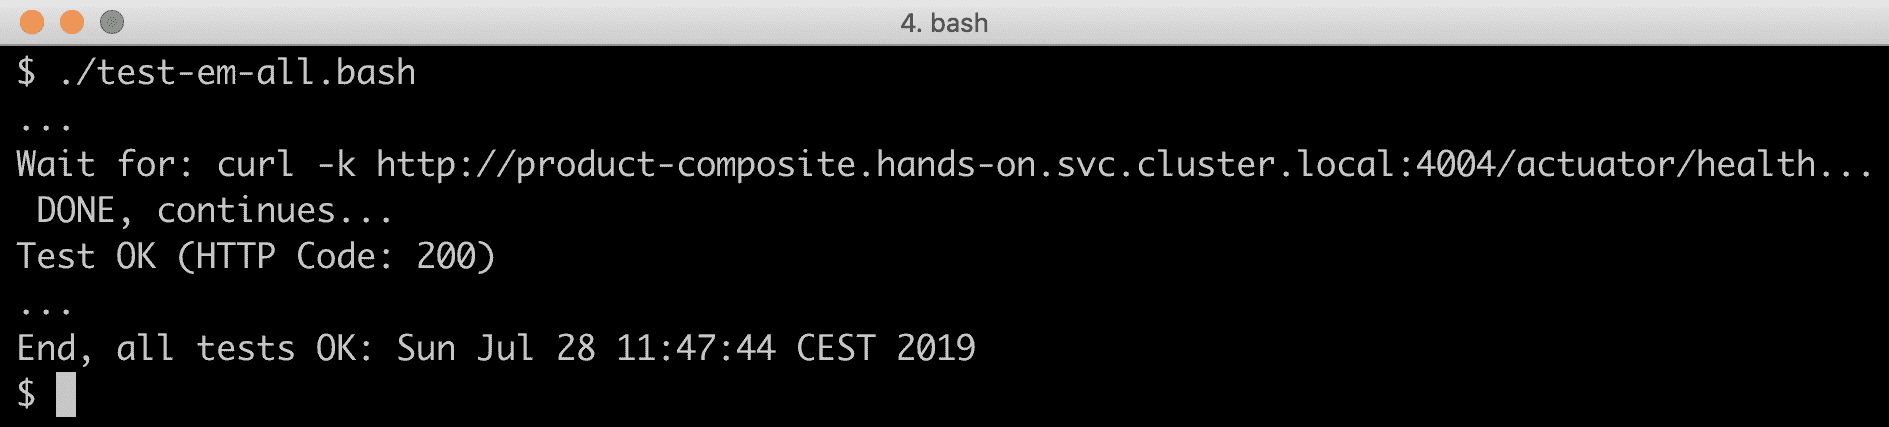 4. bash
$ ./test-em-all.bash
...
Wait for: curl -k http://product-composite.hands-on.svc.cluster.local:4004/actuator/health...
 DONE, continues...
Test OK (HTTP Code: 200)
...
End, all tests OK: Sun Jul 28 11:47:44 CEST 2019
$